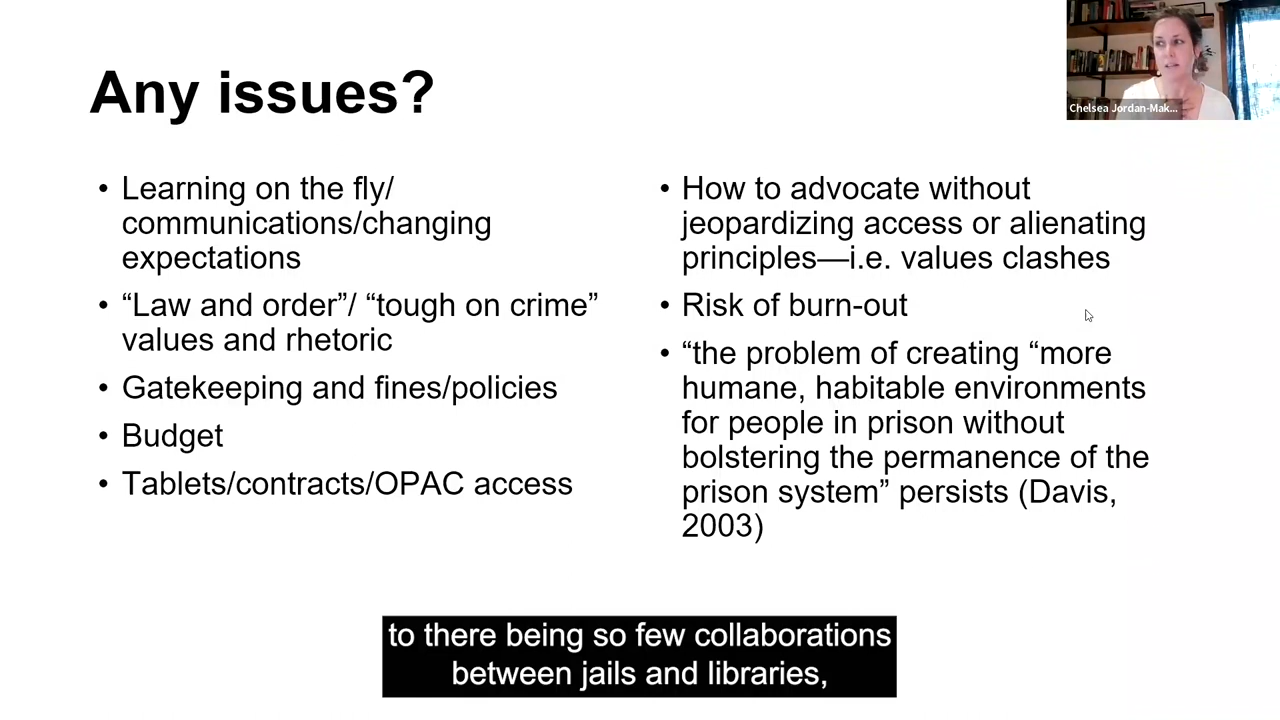 Any issues?
Chelsea Jordan-Mak...
• Learning on the fly/
communications/changing
expectations
• “Law and order”/ “tough on crime”
values and rhetoric
• Gatekeeping and fines/policies
• Budget
• Tablets/contracts/OPAC access
• How to advocate without
jeopardizing access or alienating
principles—i.e. values clashes
• Risk of burn-out
• “the problem of creating “more
humane, habitable environments
for people in prison without
bolstering the permanence of the
prison system” persists (Davis,
2003)
to there being so few collaborations
between jails and libraries,